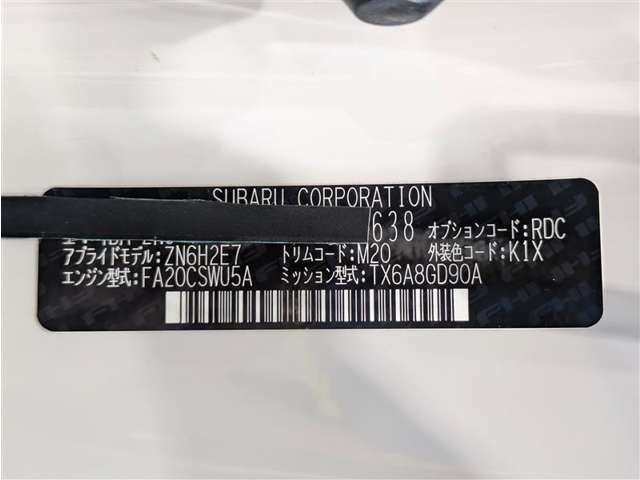 SUBARU CORPORATION
638 オプションコード:RDC
アプライドモデル:ZN6H2E7 トリムコード:M20 外装色コード:K1X
エンジン型式:FA20CSWU5A ミッション型式:TX6A8GD90A